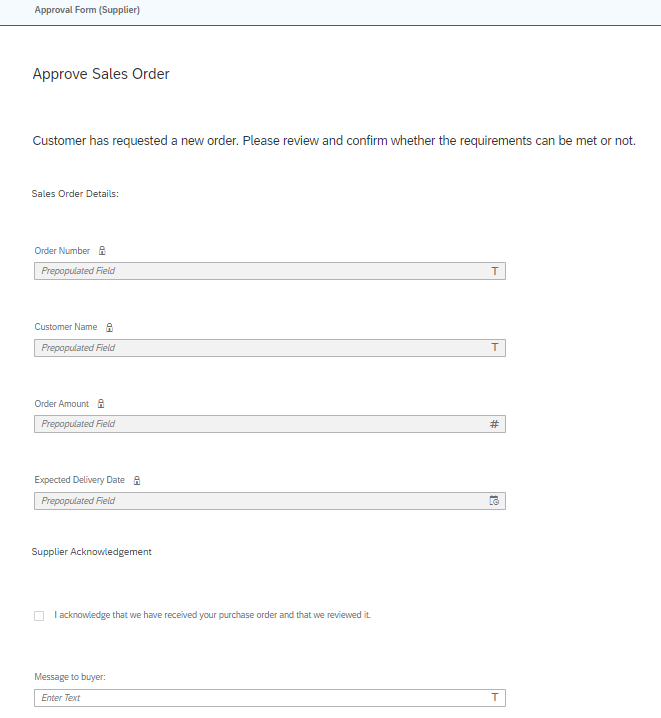 Approval Form (Supplier)
Approve Sales Order
Customer has requested a new order. Please review and confirm whether the requirements can be met or not.
Sales Order Details:
Order Number
Prepopulated Field T
Customer Name
Prepopulated Field T
Order Amount
Prepopulated Field #
Expected Delivery Date
Prepopulated Field
Supplier Acknowledgement
I acknowledge that we have received your purchase order and that we reviewed it.
Message to buyer:
Enter Text T